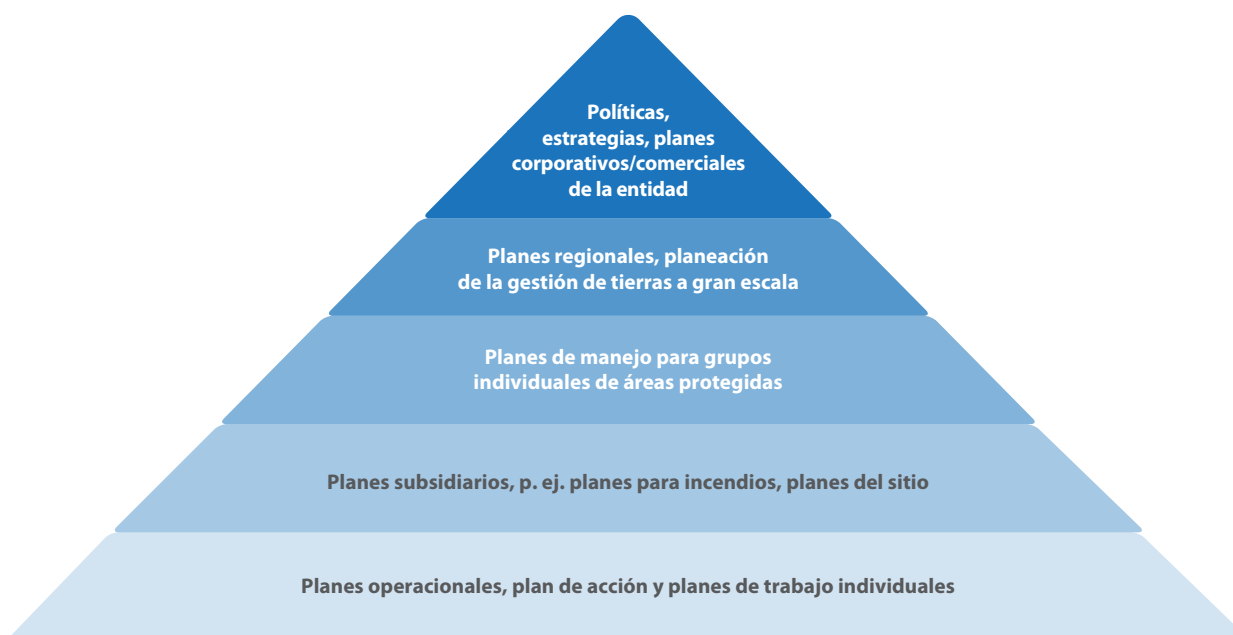 Políticas,
estrategias, planes
corporativos/comerciales
de la entidad
Planes regionales, planeación
de la gestión de tierras a gran escala
Planes de manejo para grupos
individuales de áreas protegidas
Planes subsidiarios, p. ej. planes para incendios, planes del sitio
Planes operacionales, plan de acción y planes de trabajo individuales